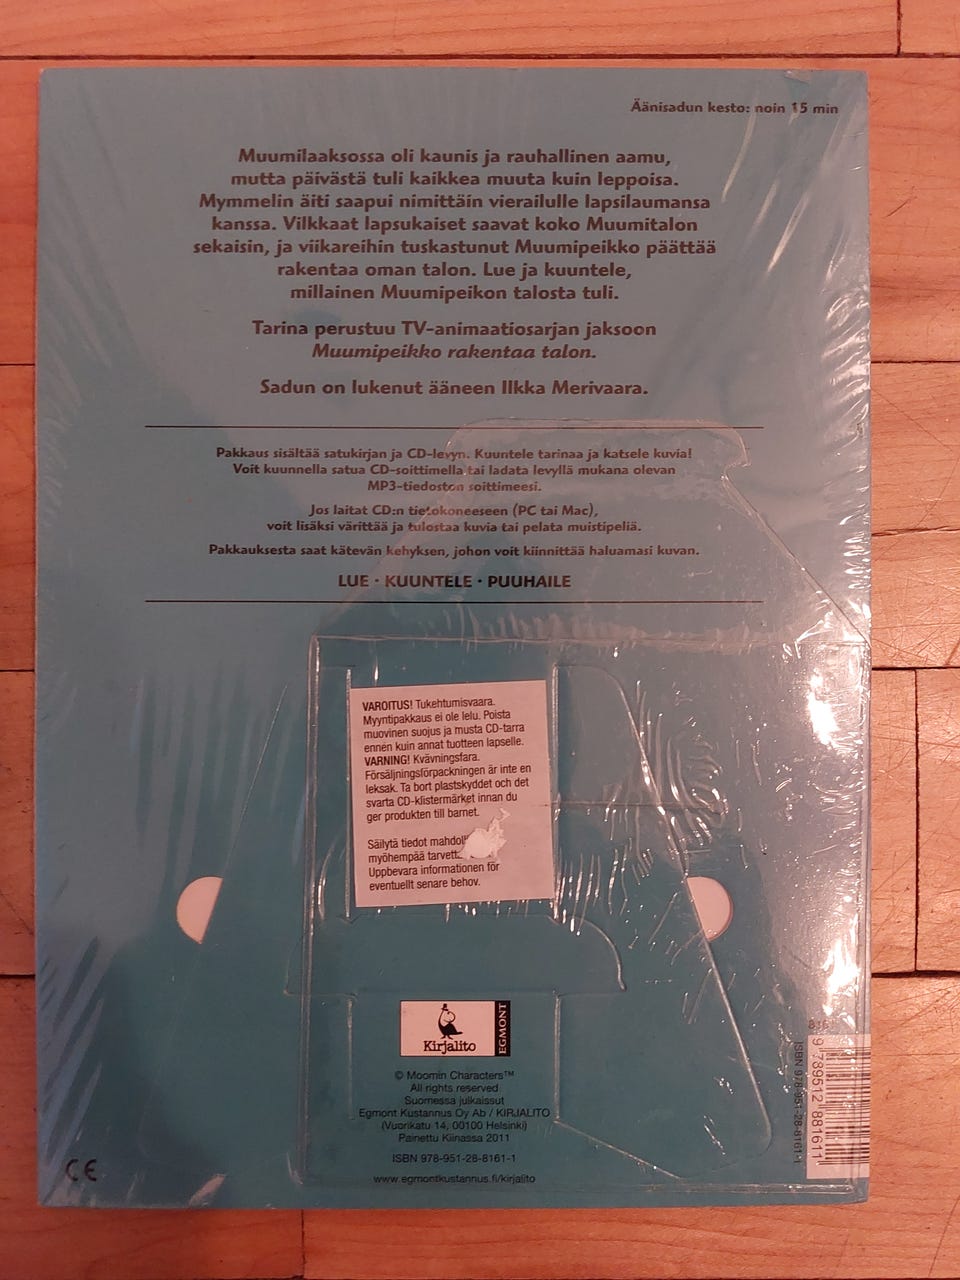 Äänisadun kesto: noin 15 min
Muumilaaksossa oli kaunis ja rauhallinen aamu,
mutta päivästä tuli kaikkea muuta kuin leppoisa.
Mymmelin äiti saapui nimittäin vierailulle lapsilaumansa
kanssa. Vilkkaat lapsukaiset saavat koko Muumitalon
sekaisin, ja viikareihin tuskastunut Muumipeikko päättää
rakentaa oman talon. Lue ja kuuntele,
millainen Muumipeikon talosta tuli.
Tarina perustuu TV-animaatiosarjan jaksoon
Muumipeikko rakentaa talon.
Sadun on lukenut ääneen Ilkka Merivaara.
Pakkaus sisältää satukirjan ja CD-levyn. Kuuntele tarinaa ja katsele kuvia!
Voit kuunnella satua CD-soittimella tai ladata levyllä mukana olevan
MP3-tiedoston soittimeesi.
Jos laitat CD:n tietokoneeseen (PC tai Mac),
voit lisäksi värittää ja tulostaa kuvia tai pelata muistipeliä.
Pakkauksesta saat kätevän kehyksen, johon voit kiinnittää haluamasi kuvan.
LUE · KUUNTELE · PUUHAILE
VAROITUS! Tukehtumisvaara.
Myyntipakkaus ei ole lelu. Poista
muovinen suojus ja musta CD-tarra
ennen kuin annat tuotteen lapselle.
VARNING! Kvävningsfara.
Försäljningsförpackningen är inte en
leksak. Ta bort plastskyddet och det
svarta CD-klistermärket innan du
ger produkten till barnet.
Säilytä tiedot
myöhempää
Uppbevara informationen för
eventuellt senare behov.
Kirjalito
EGMONT
© Moomin Characters™
All rights reserved
Suomessa julkaissut
Egmont Kustannus Oy Ab / KIRJALITO
(Vuorikatu 14, 00100 Helsinki)
Painettu Kiinassa 2011
ISBN 978-951-28-8161-1
www.egmontkustannus.fi/kirjalito
CE
ISBN 978-951-28-8161-1
9 789512 881611